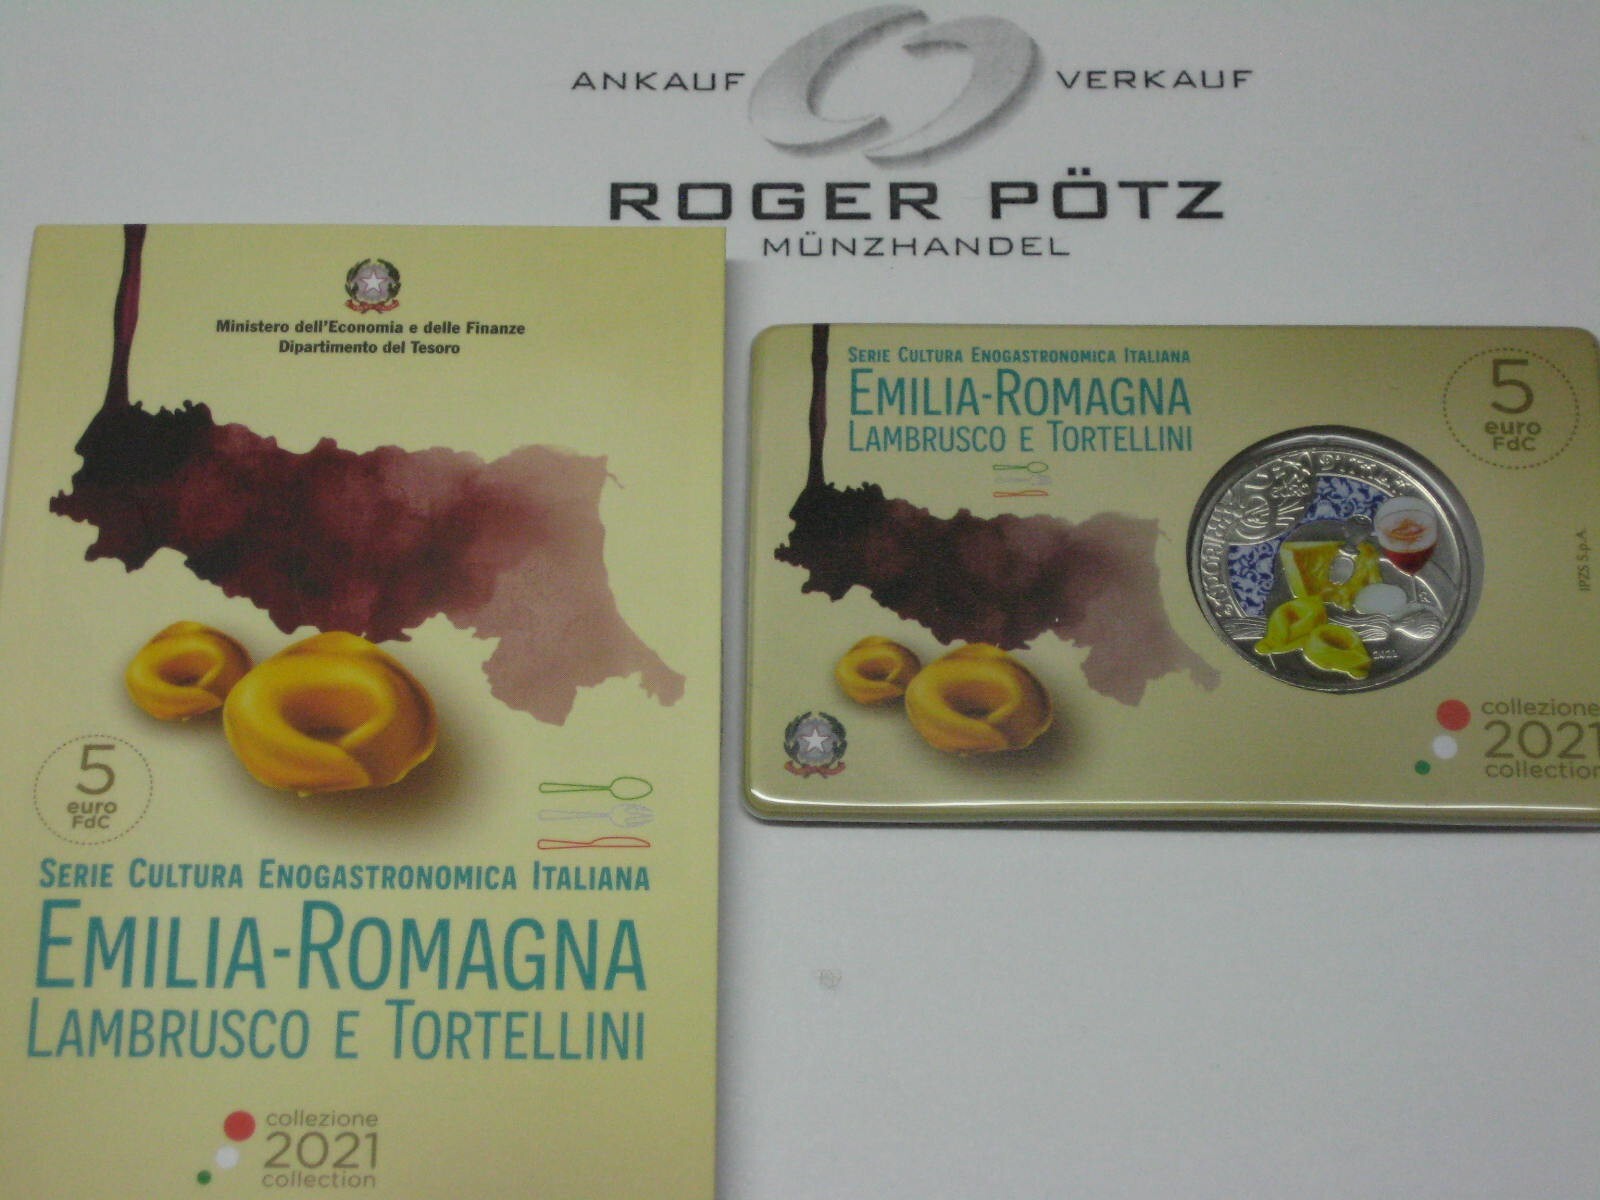 ANKAUF VERKAUF
ROGER PÖTZ
MÜNZHANDEL
Ministero dell'Economia e delle Finanze
Dipartimento del Tesoro
5
euro
FdC
SERIE CULTURA ENOGASTRONOMICA ITALIANA
EMILIA-ROMAGNA
LAMBRUSCO E TORTELLINI
collezione
2021
collection
SERIE CULTURA ENOGASTRONOMICA ITALIANA
EMILIA-ROMAGNA
LAMBRUSCO E TORTELLINI
5
euro
FdC
D'ITALIA
2021
IPZS S.p.A
collezione
2021
collection